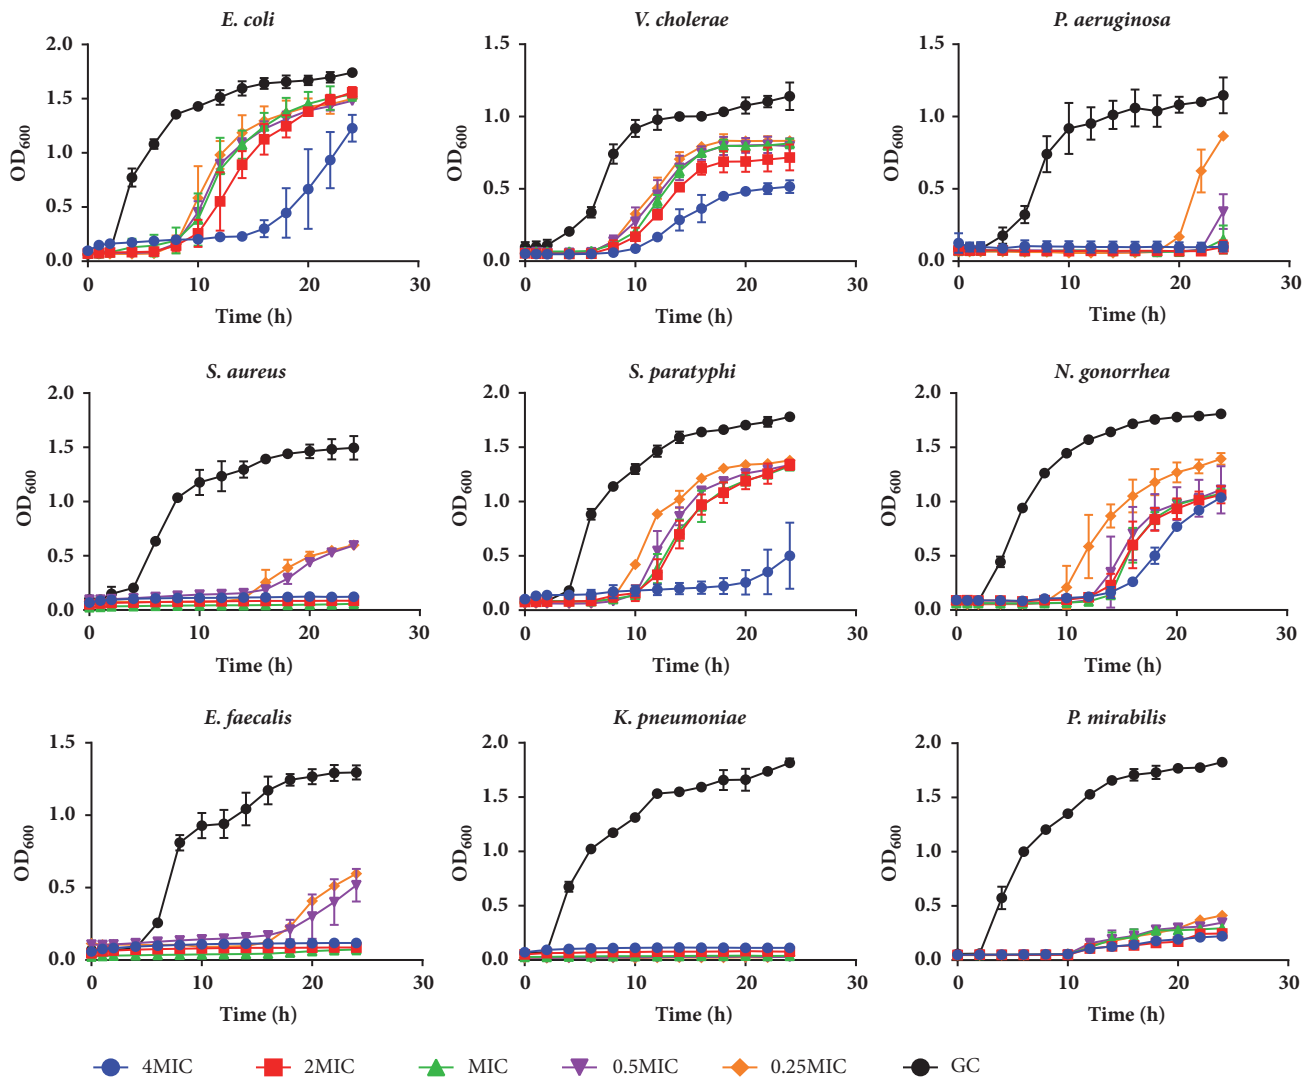 E. coli
V. cholerae
P. aeruginosa
2.0
1.5
1.0
0.5
0.0
OD600
0 10 20 30
Time (h)
1.5
1.0
0.5
0.0
OD600
0 10 20 30
Time (h)
1.5
1.0
0.5
0.0
OD600
0 10 20 30
Time (h)
S. aureus
S. paratyphi
N. gonorrhea
2.0
1.5
1.0
0.5
0.0
OD600
0 10 20 30
Time (h)
2.0
1.5
1.0
0.5
0.0
OD600
0 10 20 30
Time (h)
2.0
1.5
1.0
0.5
0.0
OD600
0 10 20 30
Time (h)
E. faecalis
K. pneumoniae
P. mirabilis
1.5
1.0
0.5
0.0
OD600
0 10 20 30
Time (h)
2.0
1.5
1.0
0.5
0.0
OD600
0 10 20 30
Time (h)
2.0
1.5
1.0
0.5
0.0
OD600
0 10 20 30
Time (h)
4MIC 2MIC MIC 0.5MIC 0.25MIC GC